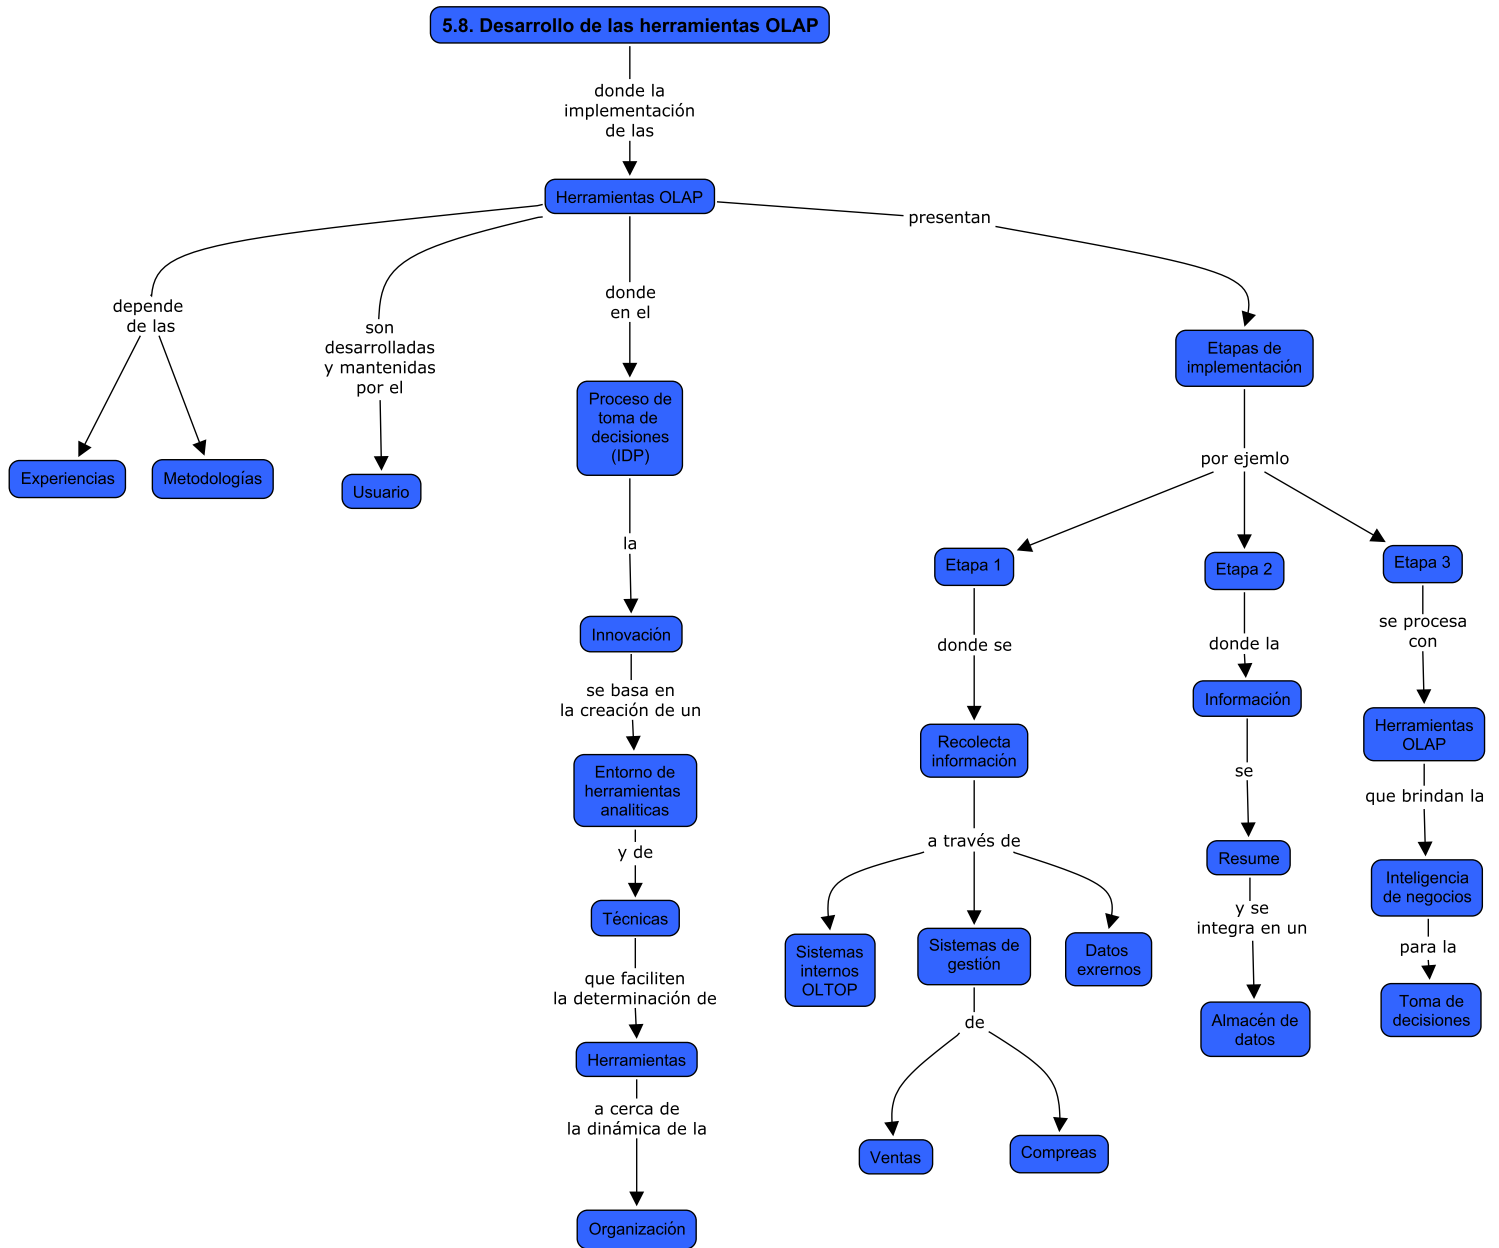 5.8. Desarrollo de las herramientas OLAP
donde la
implementación
de las
Herramientas OLAP
depende
de las
Experiencias
Metodologías
son
desarrolladas
y mantenidas
por el
Usuario
donde
en el
Proceso de
toma de
decisiones
(IDP)
la
Innovación
se basa en
la creación de un
Entorno de
herramientas
analiticas
y de
Técnicas
que faciliten
la determinación de
Herramientas
a cerca de
la dinámica de la
Organización
presentan
Etapas de
implementación
por ejemlo
Etapa 1
donde se
Recolecta
información
a través de
Sistemas
internos
OLTOP
Sistemas de
gestión
de
Ventas
Compreas
Datos
exrernos
Etapa 2
donde la
Información
se
Resume
y se
integra en un
Almacén de
datos
Etapa 3
se procesa
con
Herramientas
OLAP
que brindan la
Inteligencia
de negocios
para la
Toma de
decisiones